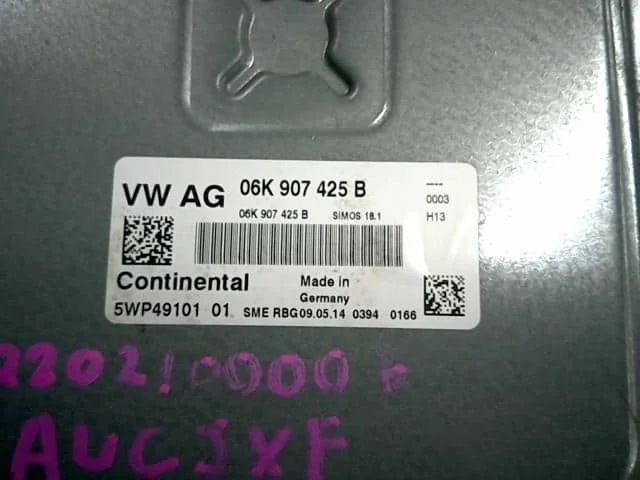 VW AG 06K 907 425 B ---
0003
06K 907 425 B SIMOS 18.1 H13
Continental Made in
Germany
5WP49101 01 SME RBG09.05.14 0394 0166
AUCJXF